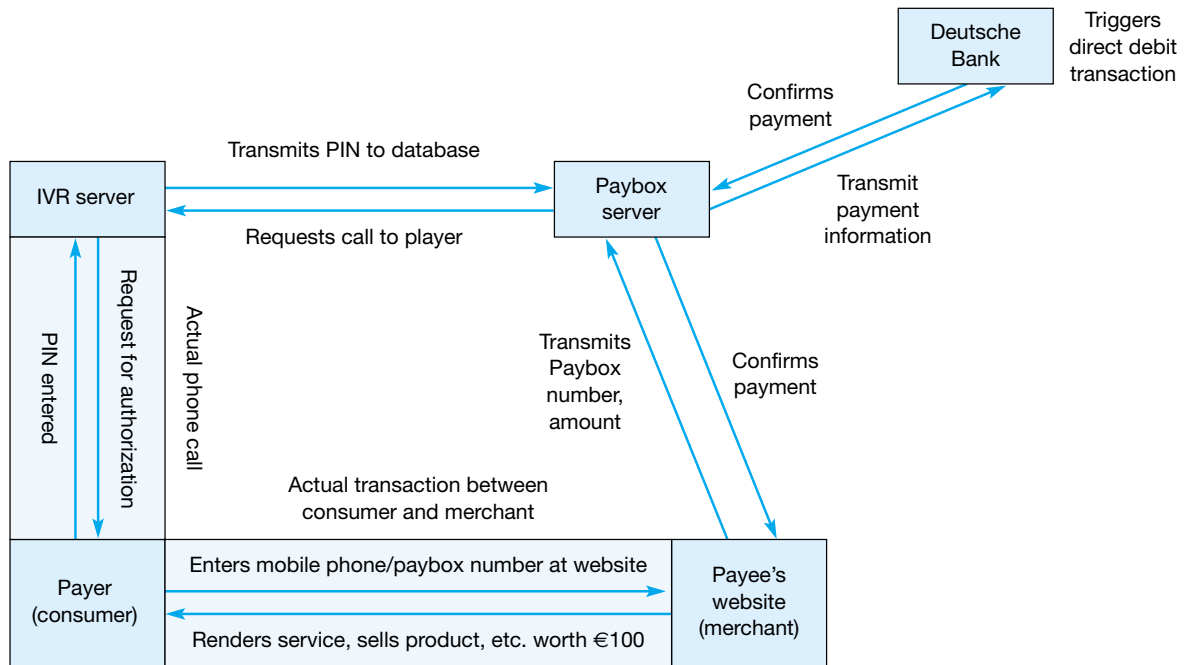 Deutsche
Bank
Triggers
direct debit
transaction
Confirms
payment
Transmits PIN to database
IVR server
Paybox
server
Transmit
payment
information
Requests call to player
PIN entered
Request for authorization
Actual phone call
Transmits
Paybox
number,
amount
Confirms
payment
Actual transaction between
consumer and merchant
Payer
(consumer)
Enters mobile phone/paybox number at website
Renders service, sells product, etc. worth €100
Payee’s
website
(merchant)